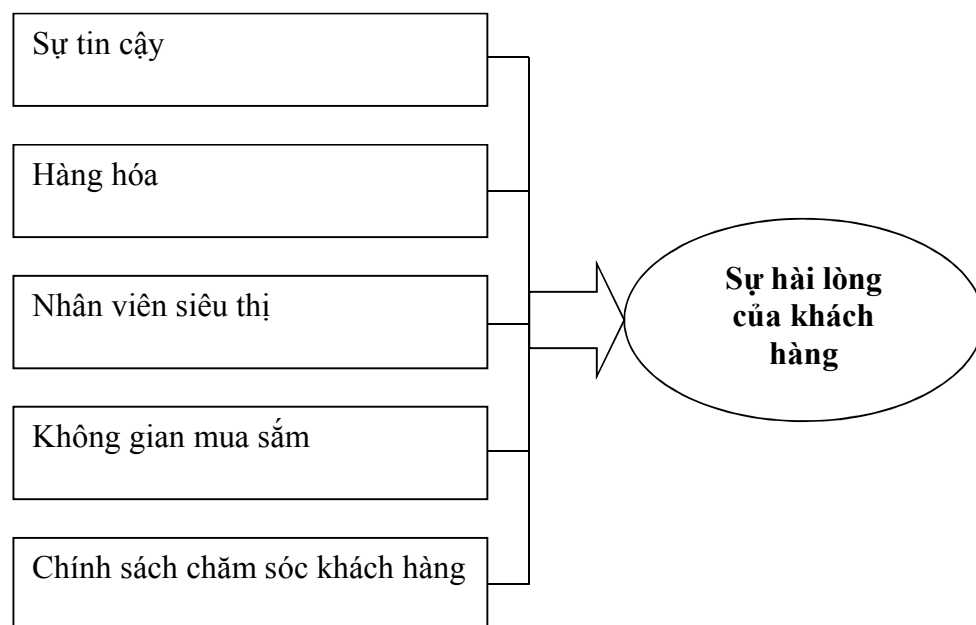 Sự tin cậy
Hàng hóa
Nhân viên siêu thị
Không gian mua sắm
Chính sách chăm sóc khách hàng
Sự hài lòng
của khách
hàng